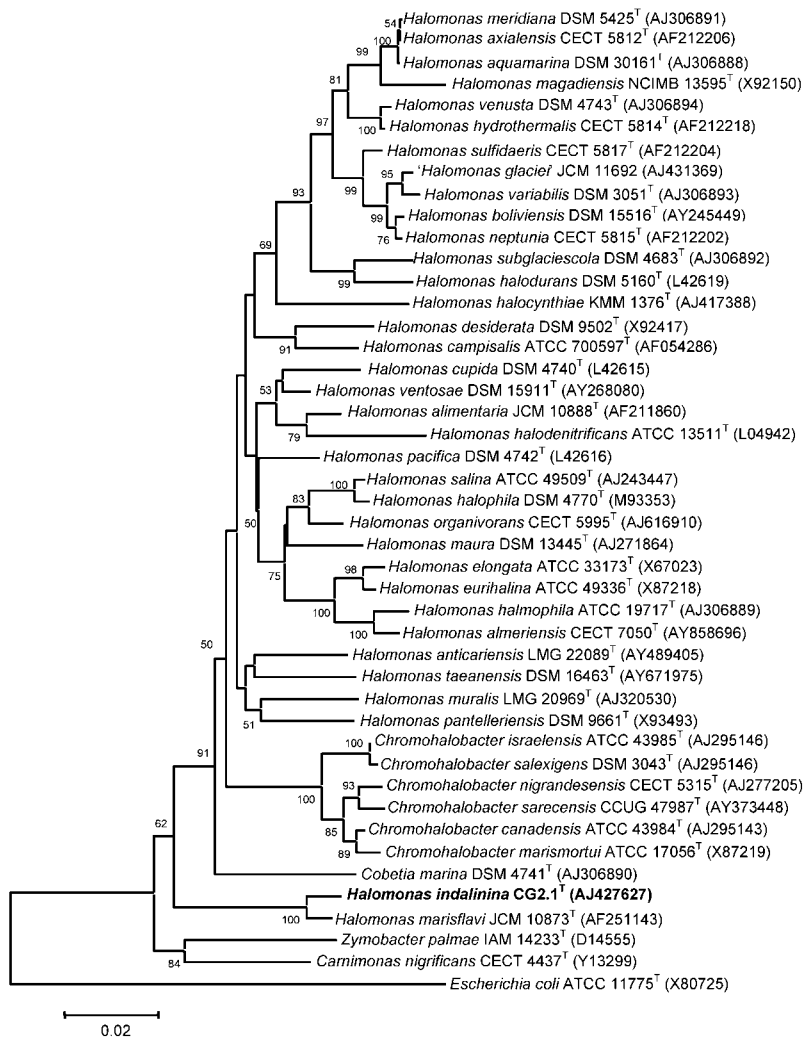 54
Halomonas meridiana DSM 5425T (AJ306891)
100
Halomonas axialensis CECT 5812T (AF212206)
99
Halomonas aquamarina DSM 30161T (AJ306888)
81
Halomonas magadiensis NCIMB 13595T (X92150)
Halomonas venusta DSM 4743T (AJ306894)
97
100
Halomonas hydrothermalis CECT 5814T (AF212218)
Halomonas sulfidaeris CECT 5817T (AF212204)
95
'Halomonas glaciei' JCM 11692 (AJ431369)
93
99
Halomonas variabilis DSM 3051T (AJ306893)
99
Halomonas boliviensis DSM 15516T (AY245449)
76
Halomonas neptunia CECT 5815T (AF212202)
69
Halomonas subglaciescola DSM 4683T (AJ306892)
99
Halomonas halodurans DSM 5160T (L42619)
Halomonas halocynthiae KMM 1376T (AJ417388)
Halomonas desiderata DSM 9502T (X92417)
91
Halomonas campisalis ATCC 700597T (AF054286)
Halomonas cupida DSM 4740T (L42615)
53
Halomonas ventosae DSM 15911T (AY268080)
Halomonas alimentaria JCM 10888T (AF211860)
79
Halomonas halodenitrificans ATCC 13511T (L04942)
Halomonas pacifica DSM 4742T (L42616)
100
Halomonas salina ATCC 49509T (AJ243447)
83
Halomonas halophila DSM 4770T (M93353)
50
Halomonas organivorans CECT 5995T (AJ616910)
Halomonas maura DSM 13445T (AJ271864)
75
98
Halomonas elongata ATCC 33173T (X67023)
Halomonas eurihalina ATCC 49336T (X87218)
100
Halomonas halmophila ATCC 19717T (AJ306889)
100
Halomonas almeriensis CECT 7050T (AY858696)
50
Halomonas anticariensis LMG 22089T (AY489405)
Halomonas taeanensis DSM 16463T (AY671975)
Halomonas muralis LMG 20969T (AJ320530)
51
Halomonas pantelleriensis DSM 9661T (X93493)
100
Chromohalobacter israelensis ATCC 43985T (AJ295146)
91
Chromohalobacter salexigens DSM 3043T (AJ295146)
100
93
Chromohalobacter nigrandesensis CECT 5315T (AJ277205)
Chromohalobacter sarecensis CCUG 47987T (AY373448)
85
Chromohalobacter canadensis ATCC 43984T (AJ295143)
62
89
Chromohalobacter marismortui ATCC 17056T (X87219)
Cobetia marina DSM 4741T (AJ306890)
Halomonas indalinina CG2.1T (AJ427627)
100
Halomonas marisflavi JCM 10873T (AF251143)
Zymobacter palmae IAM 14233T (D14555)
84
Carnimonas nigrificans CECT 4437T (Y13299)
Escherichia coli ATCC 11775T (X80725)
0.02